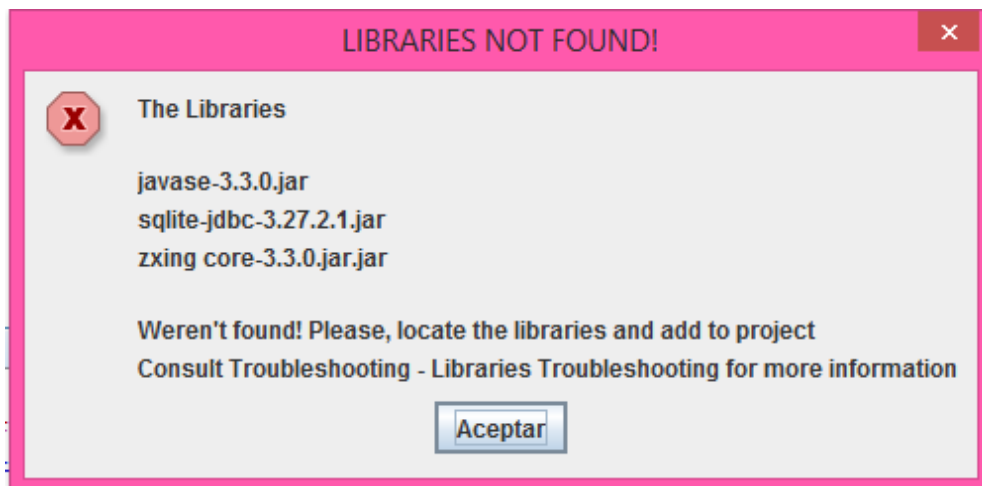 LIBRARIES NOT FOUND!
The Libraries
javase-3.3.0.jar
sqlite-jdbc-3.27.2.1.jar
zxing core-3.3.0.jar.jar
Weren't found! Please, locate the libraries and add to project
Consult Troubleshooting - Libraries Troubleshooting for more information
Aceptar